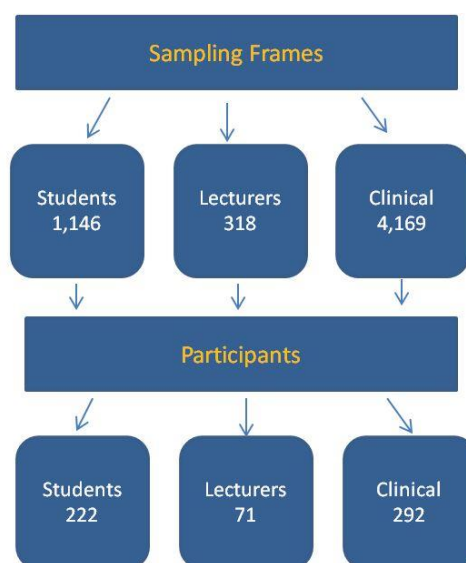 Sampling Frames
Students
1,146
Lecturers
318
Clinical
4,169
Participants
Students
222
Lecturers
71
Clinical
292